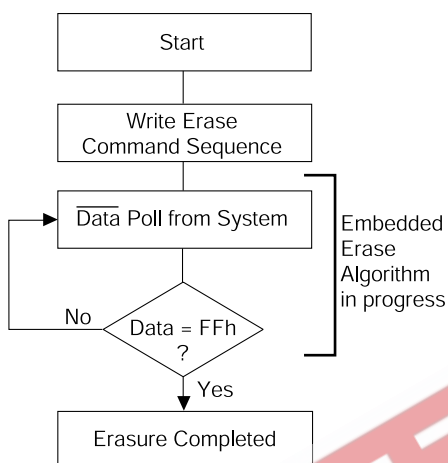 Start
Write Erase
Command Sequence
Data Poll from System
Embedded
Erase
Algorithm
in progress
No
Data = FFh
?
Yes
Erasure Completed